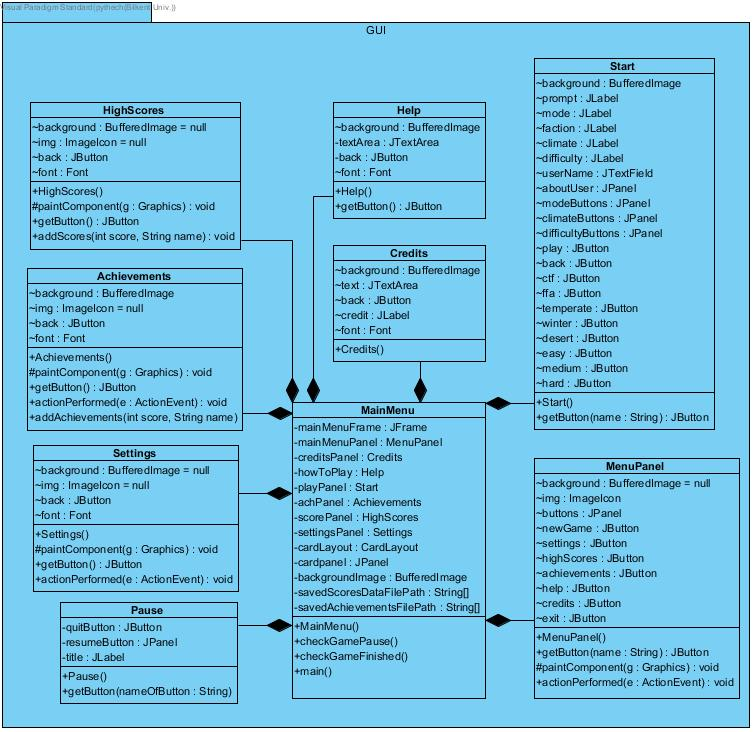 Visual Paradigm Standard(pythech(Bilkent Univ.))
GUI
HighScores
~background : BufferedImage = null
~img : ImageIcon = null
~back : JButton
~font : Font
+HighScores()
#paintComponent(g : Graphics) : void
+getButton() : JButton
+addScores(int score, String name) : void
Achievements
~background : BufferedImage
~img : ImageIcon = null
~back : JButton
~font : Font
+Achievements()
#paintComponent(g : Graphics) : void
+getButton() : JButton
+actionPerformed(e : ActionEvent) : void
+addAchievements(int score, String name)
Settings
~background : BufferedImage = null
~img : ImageIcon = null
~back : JButton
~font : Font
+Settings()
#paintComponent(g : Graphics) : void
+getButton() : JButton
+actionPerformed(e : ActionEvent) : void
Pause
-quitButton : JButton
-resumeButton : JPanel
-title : JLabel
+Pause()
+getButton(nameOfButton : String)
Help
~background : BufferedImage
-textArea : JTextArea
-back : JButton
~font : Font
+Help()
+getButton() : JButton
Credits
~background : BufferedImage
~text : JTextArea
~back : JButton
~credit : JLabel
~font : Font
+Credits()
MainMenu
-mainMenuFrame : JFrame
-mainMenuPanel : MenuPanel
-creditsPanel : Credits
-howToPlay : Help
-playPanel : Start
-achPanel : Achievements
-scorePanel : HighScores
-settingsPanel : Settings
-cardLayout : CardLayout
-cardpanel : JPanel
-backgroundImage : BufferedImage
-savedScoresDataFilePath : String[]
-savedAchievementsFilePath : String[]
+MainMenu()
+checkGamePause()
+checkGameFinished()
+main()
Start
~background : BufferedImage
~prompt : JLabel
~mode : JLabel
~faction : JLabel
~climate : JLabel
~difficulty : JLabel
~userName : JTextField
~aboutUser : JPanel
~modeButtons : JPanel
~climateButtons : JPanel
~difficultyButtons : JPanel
~play : JButton
~back : JButton
~ctf : JButton
~ffa : JButton
~temperate : JButton
~winter : JButton
~desert : JButton
~easy : JButton
~medium : JButton
~hard : JButton
+Start()
+getButton(name : String) : JButton
MenuPanel
~background : BufferedImage = null
~img : ImageIcon
~buttons : JPanel
~newGame : JButton
~settings : JButton
~highScores : JButton
~achievements : JButton
~help : JButton
~credits : JButton
~exit : JButton
+MenuPanel()
+getButton(name : String) : JButton
#paintComponent(g : Graphics) : void
+actionPerformed(e : ActionEvent) : void